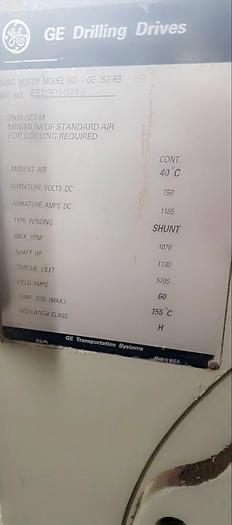 GE Drilling Drives
LLING MOTOR MODEL NO. GE 752 RB
AL NO.
2800 SCFM
MINIMUM OF STANDARD AIR
FOR COOLING REQUIRED
CONT.
AMBIENT AIR 40°C
ARMATURE VOLTS DC 750
ARMATURE AMPS DC 1185
TYPE WINDING SHUNT
MAX. RPM 1070
SHAFT HP 1130
TORQUE LB.FT. 5705
FIELD AMPS 60
TEMP. RISE (MAX.) 155°C
INSULATION CLASS H
GE Transportation Systems
Made in U.S.A.